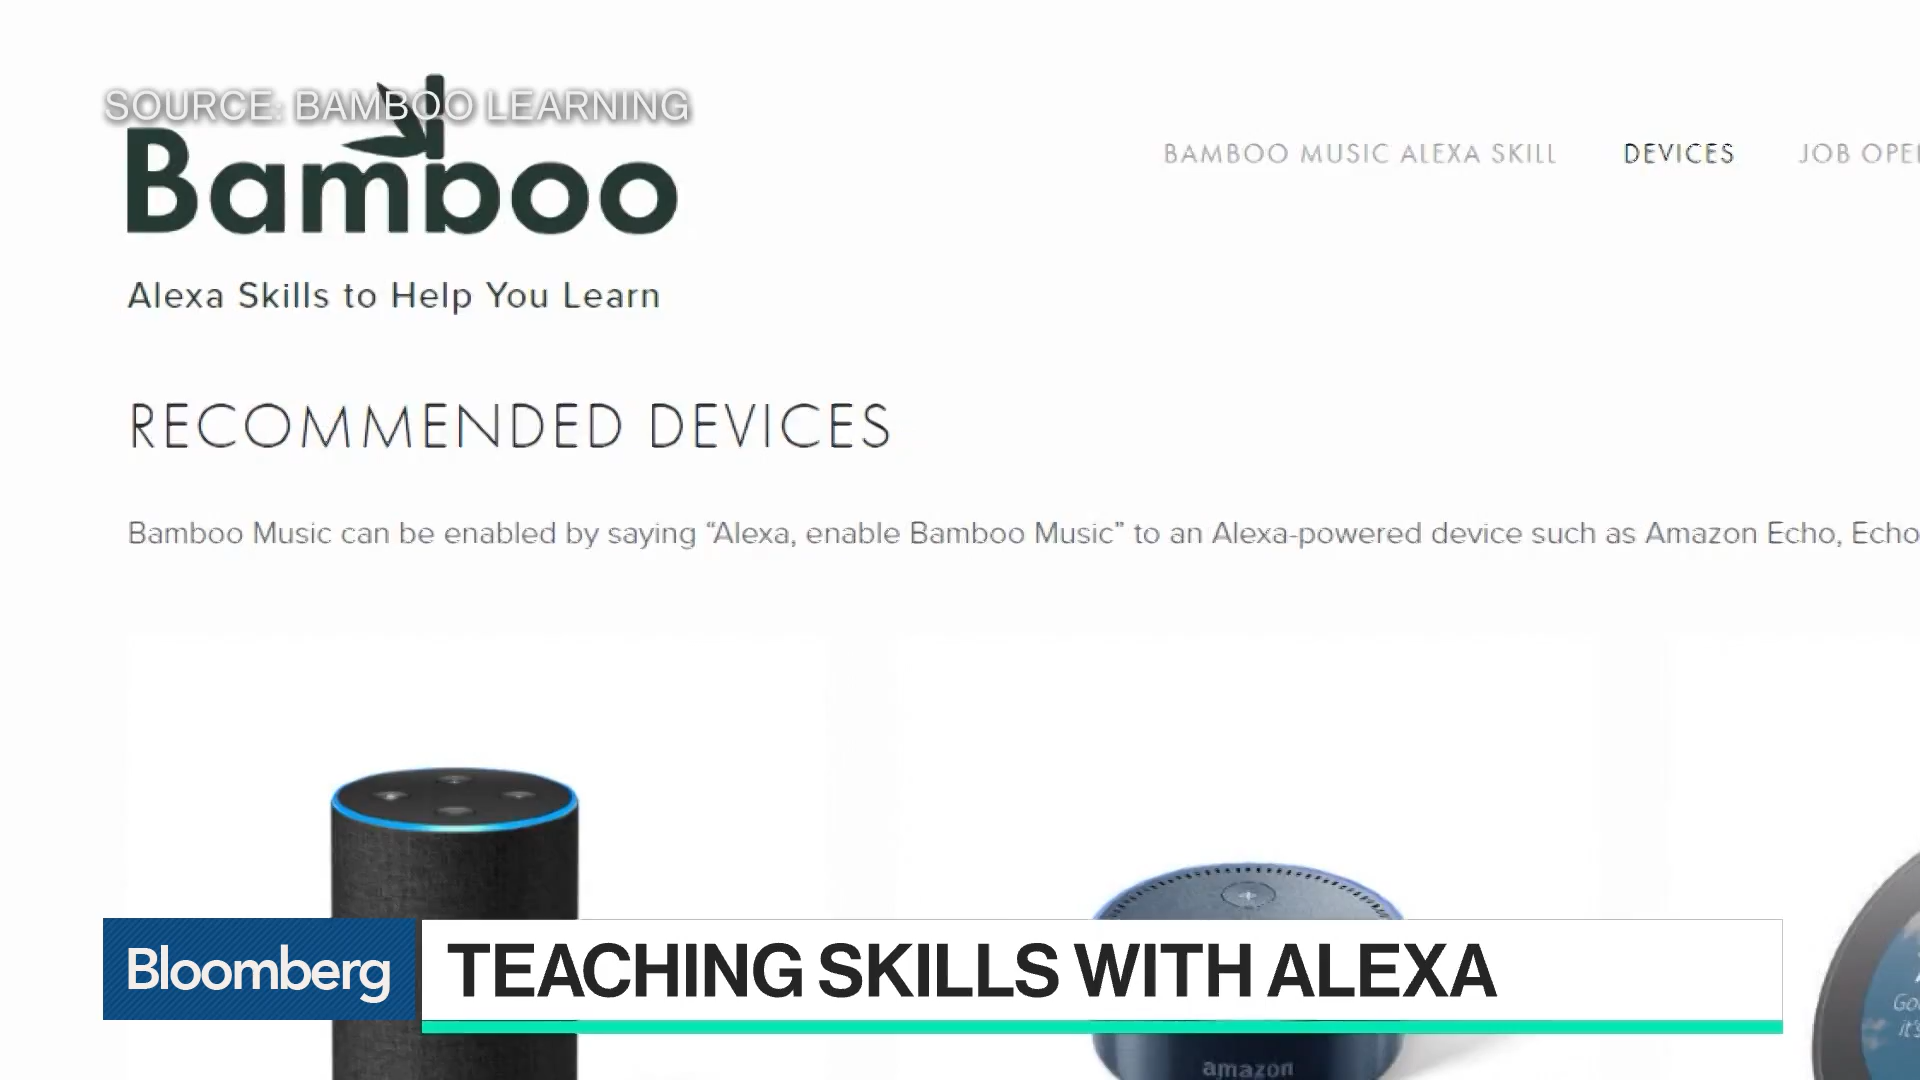 SOURCE: BAMBOO LEARNING
Bamboo
Alexa Skills to Help You Learn
BAMBOO MUSIC ALEXA SKILL DEVICES JOB
RECOMMENDED DEVICES
Bamboo Music can be enabled by saying “Alexa, enable Bamboo Music” to an Alexa-powered device such as Amazon Echo, Echo
Bloomberg
TEACHING SKILLS WITH ALEXA
amazon